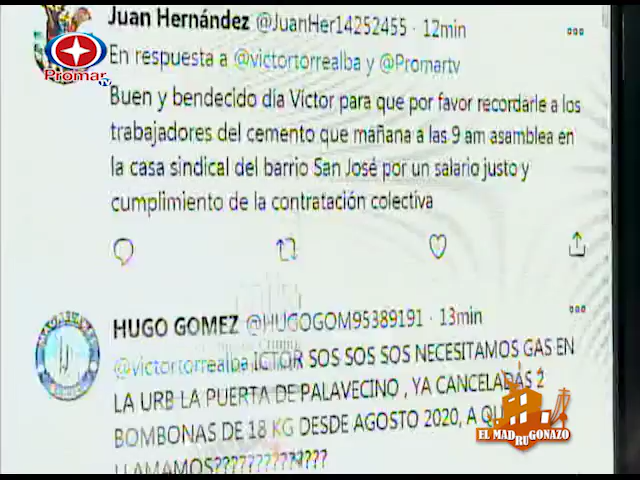 Juan Hernández @JuanHer14252455 · 12min
En respuesta a @victortorrealba y @Promartv
Buen y bendecido día Víctor para que por favor recordarle a los
trabajadores del cemento que mañana a las 9 am asamblea en
la casa sindical del barrio San José por un salario justo y
cumplimiento de la contratación colectiva
HUGO GOMEZ @HUGOGOM95389191 · 13min
@victortorrealba ICTOR SOS SOS SOS NECESITAMOS GAS EN
LA URB LA PUERTA DE PALAVECINO , YA CANCELADAS 2
BOMBONAS DE 18 KG DESDE AGOSTO 2020, A QU
LLAMAMOS?????????????
Promar TV
EL MADRUGONAZO